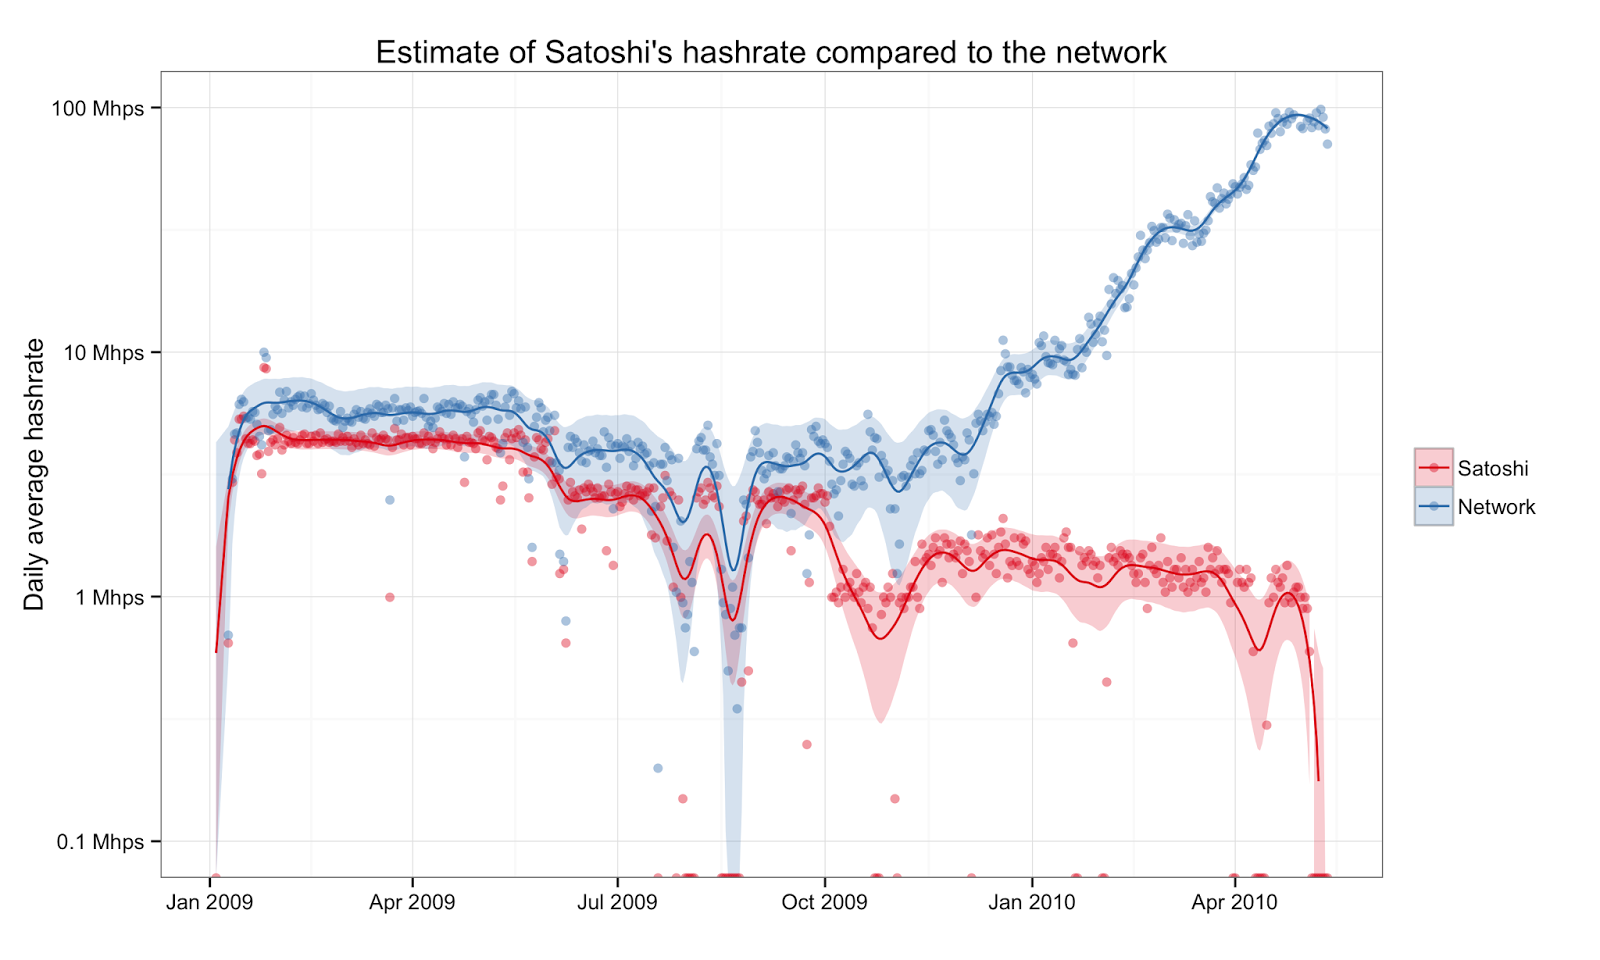 Estimate of Satoshi's hashrate compared to the network
Daily average hashrate
100 Mhps
10 Mhps
1 Mhps
0.1 Mhps
Jan 2009
Apr 2009
Jul 2009
Oct 2009
Jan 2010
Apr 2010
Satoshi
Network